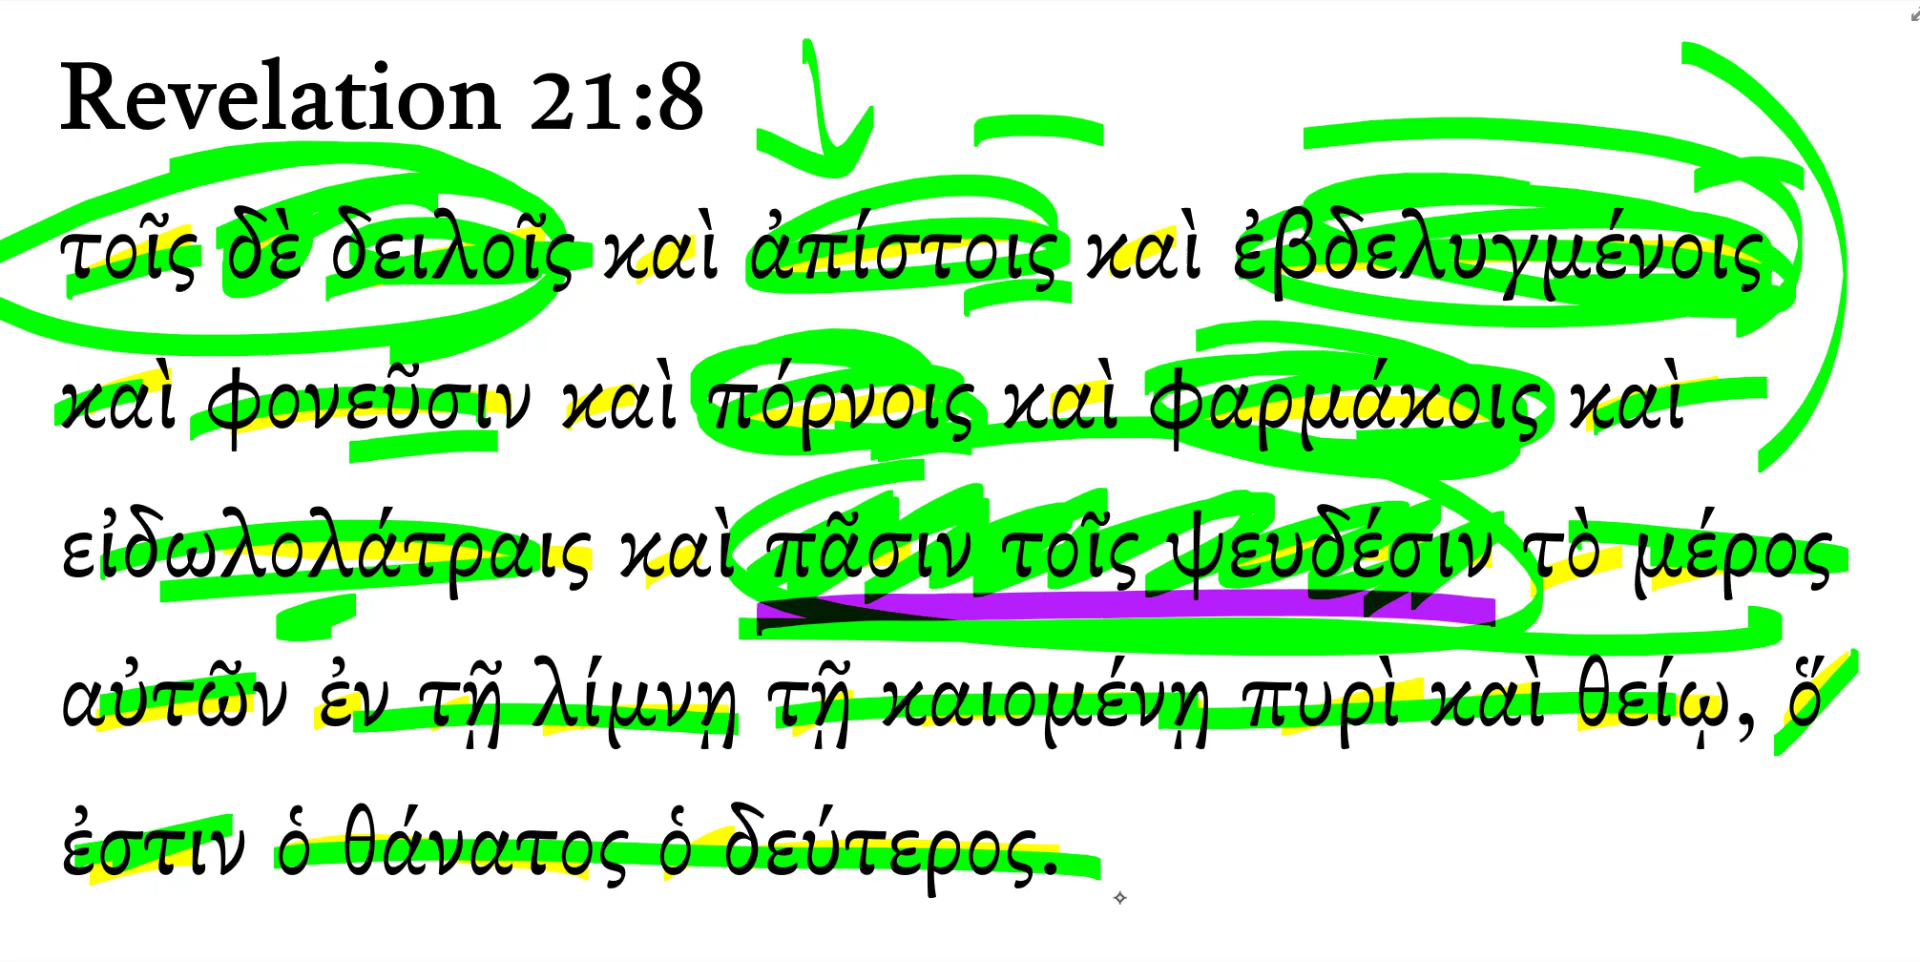 Revelation 21:8
τοῖς δὲ δειλοῖς καὶ ἀπίστοις καὶ ἐβδελυγμένοις
καὶ φονεῦσιν καὶ πόρνοις καὶ φαρμάκοις καὶ
εἰδωλολάτραις καὶ πᾶσιν τοῖς ψευδέσιν τὸ μέρος
αὐτῶν ἐν τῇ λίμνῃ τῇ καιομένῃ πυρὶ καὶ θείῳ, ὅ
ἐστιν ὁ θάνατος ὁ δεύτερος.